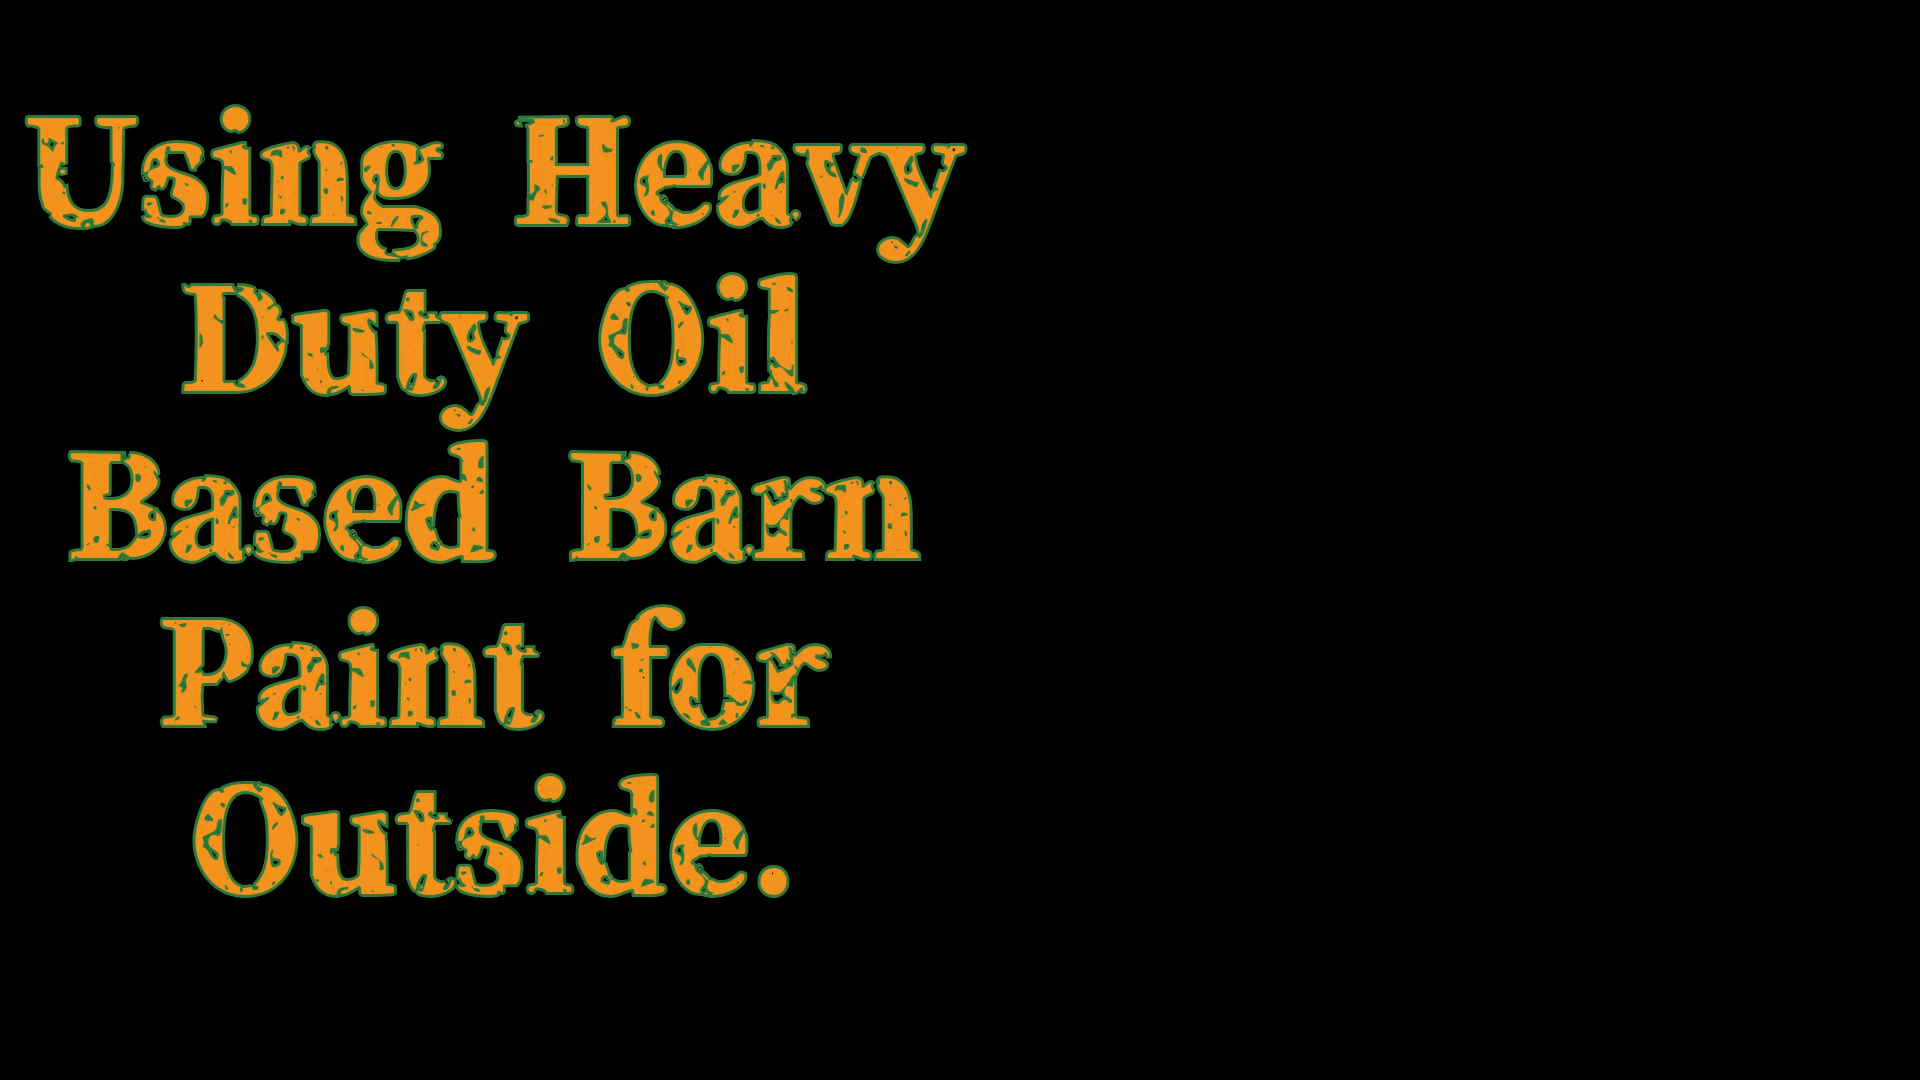 Using Heavy
Duty Oil
Based Barn
Paint for
Outside.